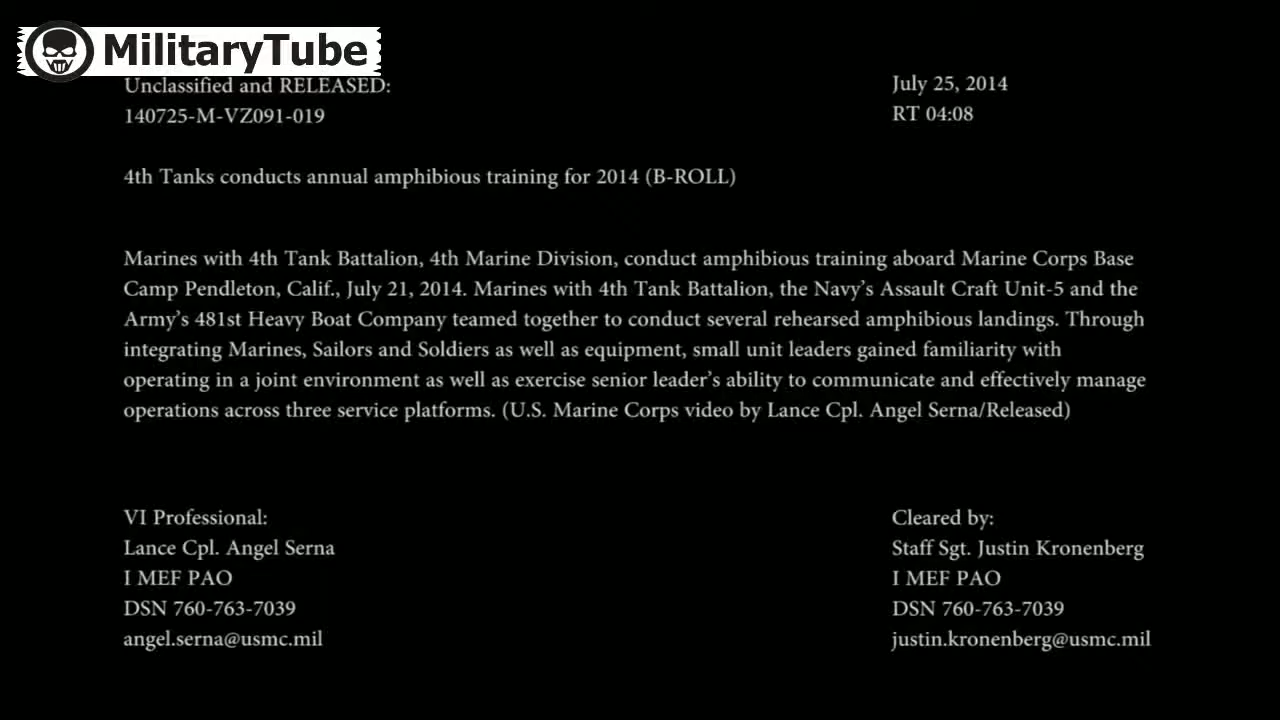 MilitaryTube
Unclassified and RELEASED:
140725-M-VZ091-019
July 25, 2014
RT 04:08
4th Tanks conducts annual amphibious training for 2014 (B-ROLL)
Marines with 4th Tank Battalion, 4th Marine Division, conduct amphibious training aboard Marine Corps Base
Camp Pendleton, Calif., July 21, 2014. Marines with 4th Tank Battalion, the Navy's Assault Craft Unit-5 and the
Army's 481st Heavy Boat Company teamed together to conduct several rehearsed amphibious landings. Through
integrating Marines, Sailors and Soldiers as well as equipment, small unit leaders gained familiarity with
operating in a joint environment as well as exercise senior leader's ability to communicate and effectively manage
operations across three service platforms. (U.S. Marine Corps video by Lance Cpl. Angel Serna/Released)
VI Professional:
Lance Cpl. Angel Serna
I MEF PAO
DSN 760-763-7039
angel.serna@usmc.mil
Cleared by:
Staff Sgt. Justin Kronenberg
I MEF PAO
DSN 760-763-7039
justin.kronenberg@usmc.mil